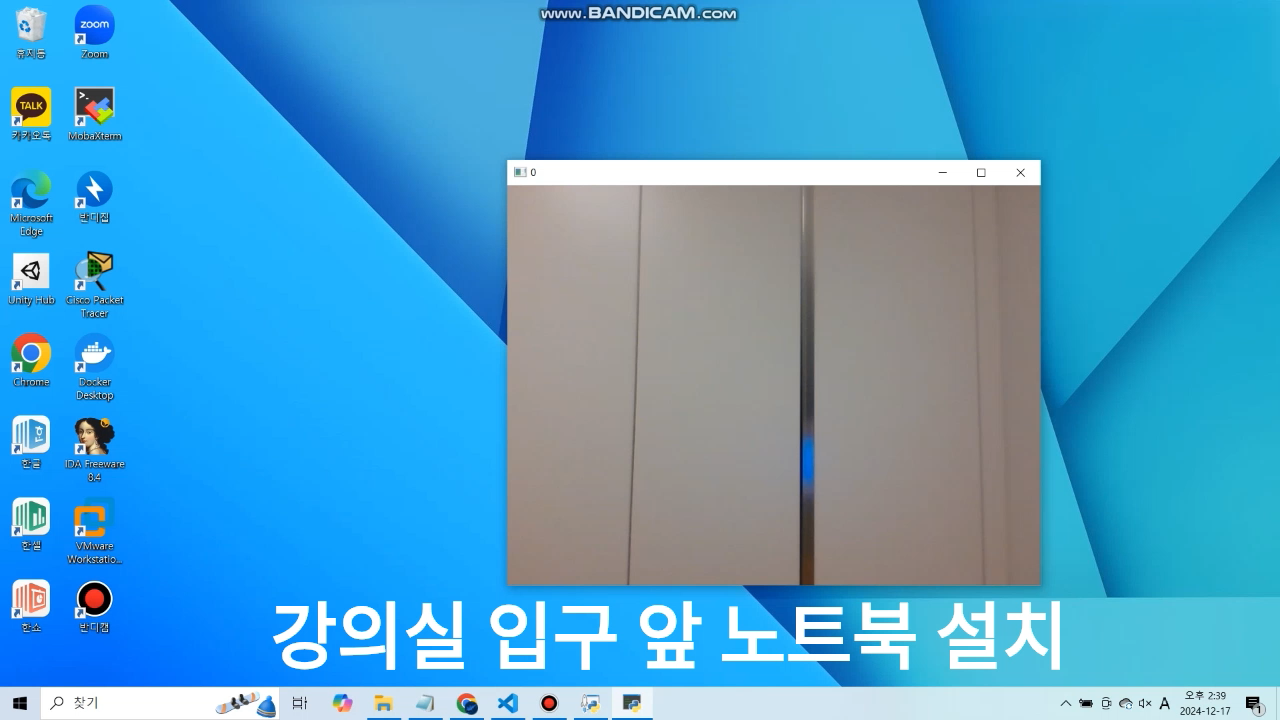 www.BANDICAM.com
휴지통
zoom
Zoom
TALK
카카오톡
MobaXterm
Microsoft
Edge
반디집
Unity Hub
Cisco Packet
Tracer
Chrome
Docker
Desktop
한글
IDA Freeware
8.4
한셀
VMware
Workstatio...
한쇼
반디캠
0
강의실 입구 앞 노트북 설치
찾기
A
오후 2:39
2024-12-17
1